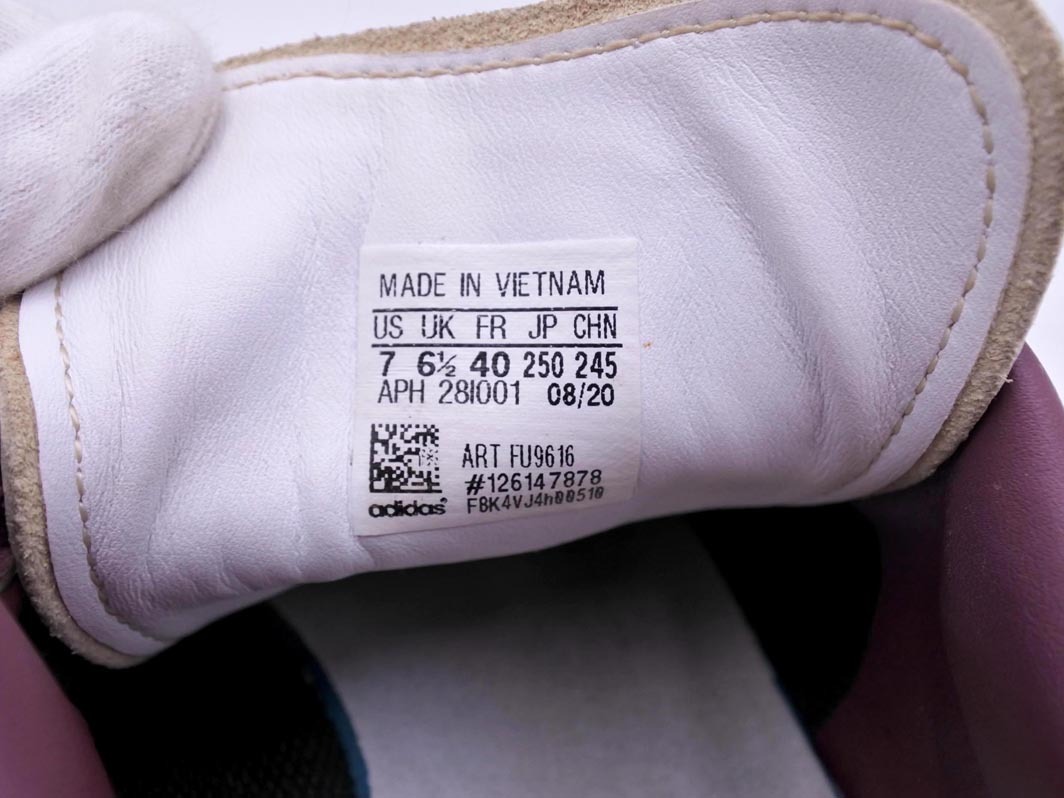 MADE IN VIETNAM
US UK FR JP CHN
7 6½ 40 250 245
APH 28I001 08/20
ART FU9616
#126147878
FBK4VJ4h00510
adidas